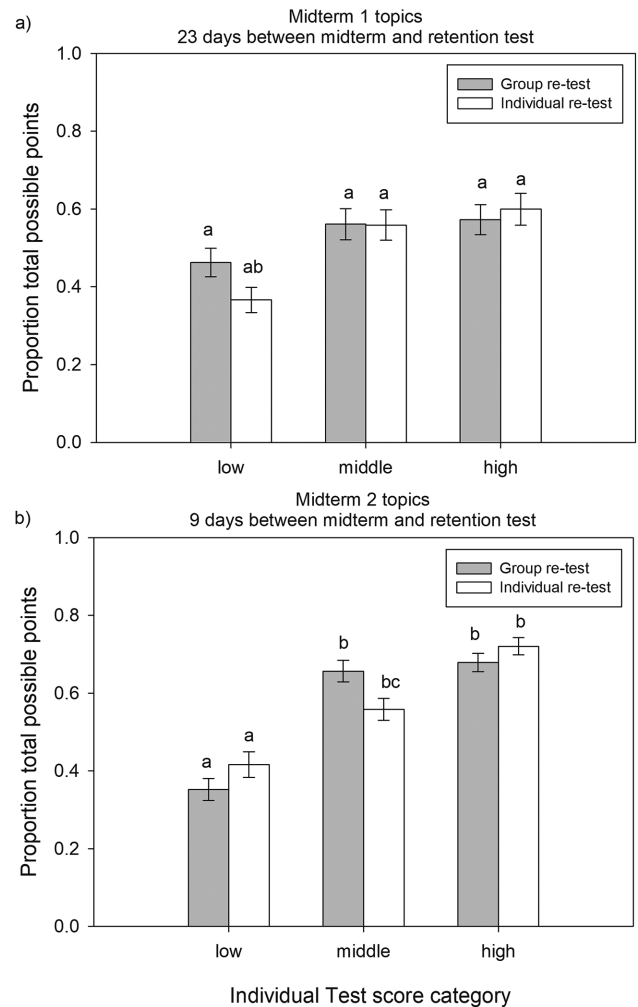 a)
Midterm 1 topics
23 days between midterm and retention test
Proportion total possible points
1.0
0.8
0.6
0.4
0.2
0.0
Group re-test
Individual re-test
a
ab
a
a
a
a
low
middle
high
b)
Midterm 2 topics
9 days between midterm and retention test
Proportion total possible points
1.0
0.8
0.6
0.4
0.2
0.0
Group re-test
Individual re-test
a
a
b
bc
b
b
low
middle
high
Individual Test score category